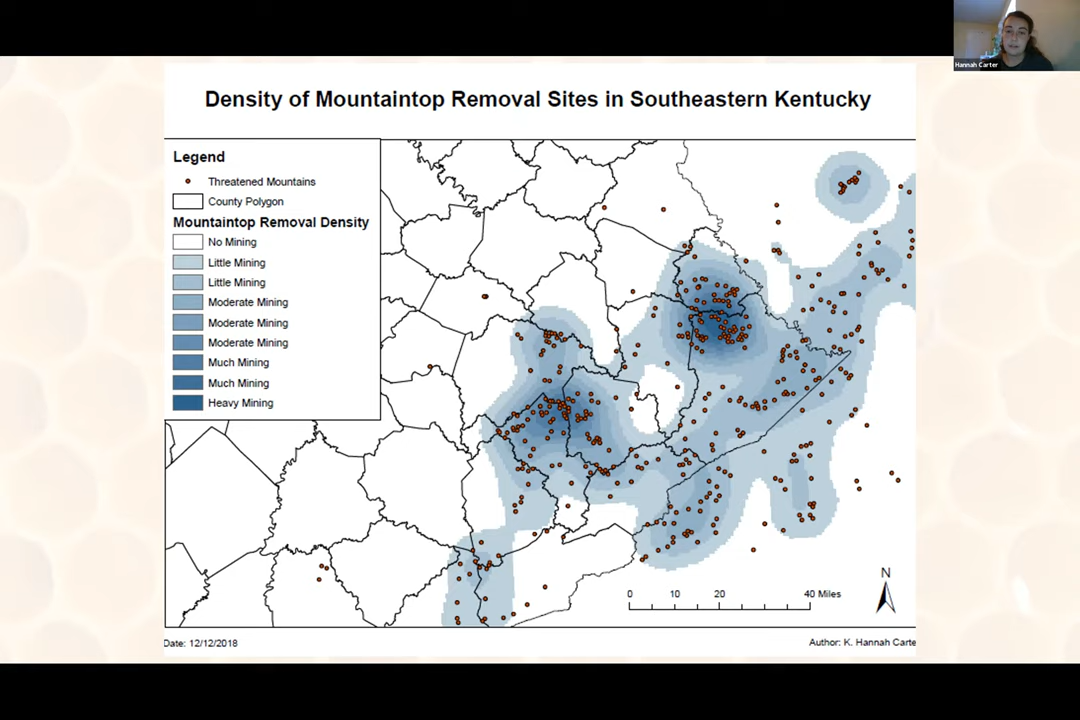 Hannah Carter
Density of Mountaintop Removal Sites in Southeastern Kentucky
Legend
Threatened Mountains
County Polygon
Mountaintop Removal Density
No Mining
Little Mining
Little Mining
Moderate Mining
Moderate Mining
Moderate Mining
Much Mining
Much Mining
Heavy Mining
N
0 10 20 40 Miles
Date: 12/12/2018
Author: K. Hannah Carte